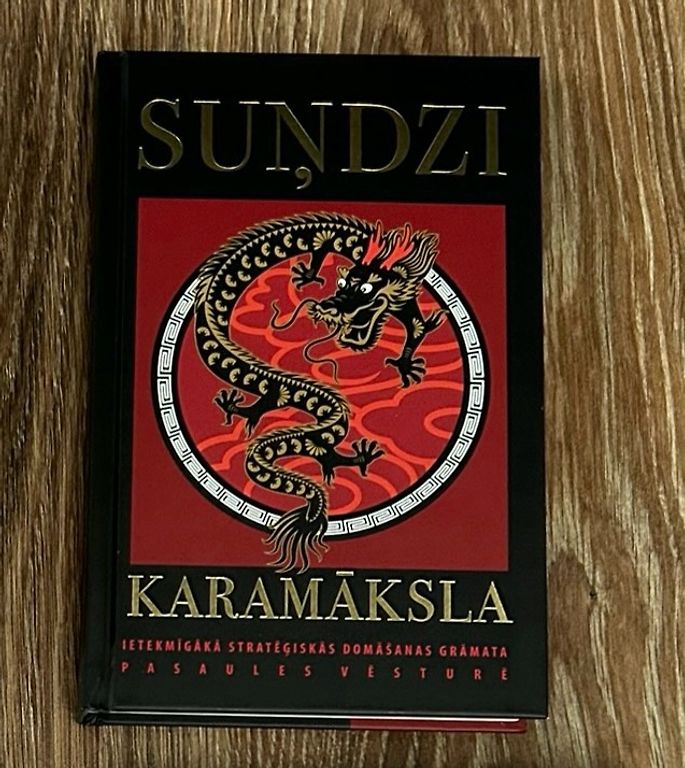 SUŅDZI
KARAMĀKSLA
IETEKMĪGĀKĀ STRATĒĢISKĀS DOMĀŠANAS GRĀMATA
PASAULES VĒSTURĒ